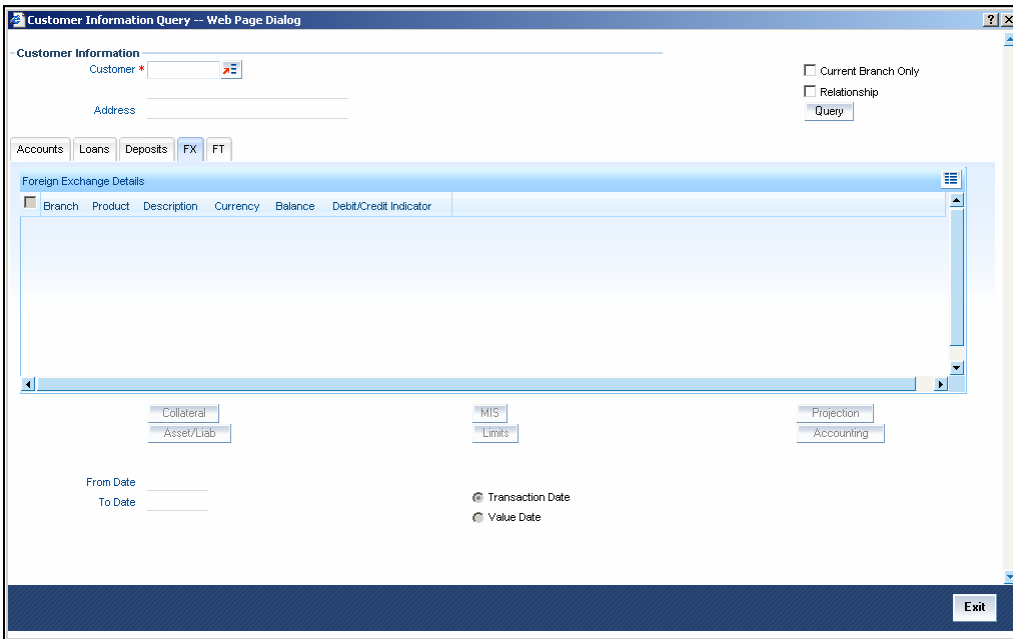 Customer Information Query -- Web Page Dialog
Customer Information
Customer *
Current Branch Only
Relationship
Address
Query
Accounts Loans Deposits FX FT
Foreign Exchange Details
Branch Product Description Currency Balance Debit/Credit Indicator
Collateral MIS Projection
Asset/Liab Limits Accounting
From Date
Transaction Date
To Date
Value Date
Exit